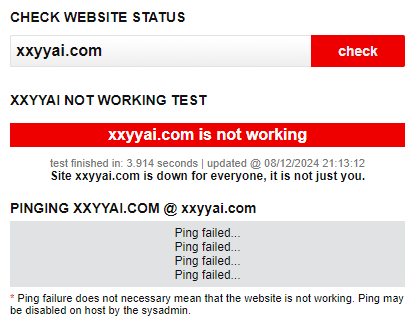 CHECK WEBSITE STATUS
xxyyai.com
check
XXYYAI NOT WORKING TEST
xxyyai.com is not working
test finished in: 3.914 seconds | updated @ 08/12/2024 21:13:12
Site xxyyai.com is down for everyone, it is not just you.
PINGING XXYYAI.COM @ xxyyai.com
Ping failed...
Ping failed...
Ping failed...
Ping failed...
* Ping failure does not necessary mean that the website is not working. Ping may
be disabled on host by the sysadmin.